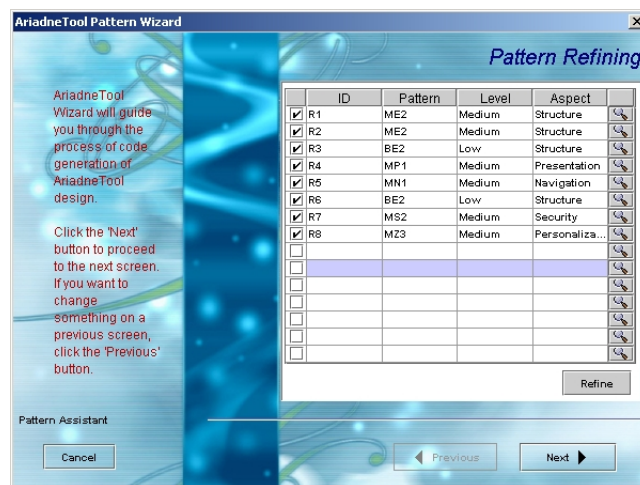 AriadneTool Pattern Wizard
Pattern Refining
AriadneTool
Wizard will guide
you through the
process of code
generation of
AriadneTool
design.
Click the 'Next'
button to proceed
to the next screen.
If you want to
change
something on a
previous screen,
click the 'Previous'
button.
ID Pattern Level Aspect
R1 ME2 Medium Structure
R2 ME2 Medium Structure
R3 BE2 Low Structure
R4 MP1 Medium Presentation
R5 MN1 Medium Navigation
R6 BE2 Low Structure
R7 MS2 Medium Security
R8 MZ3 Medium Personaliza...
Refine
Pattern Assistant
Cancel
Previous
Next